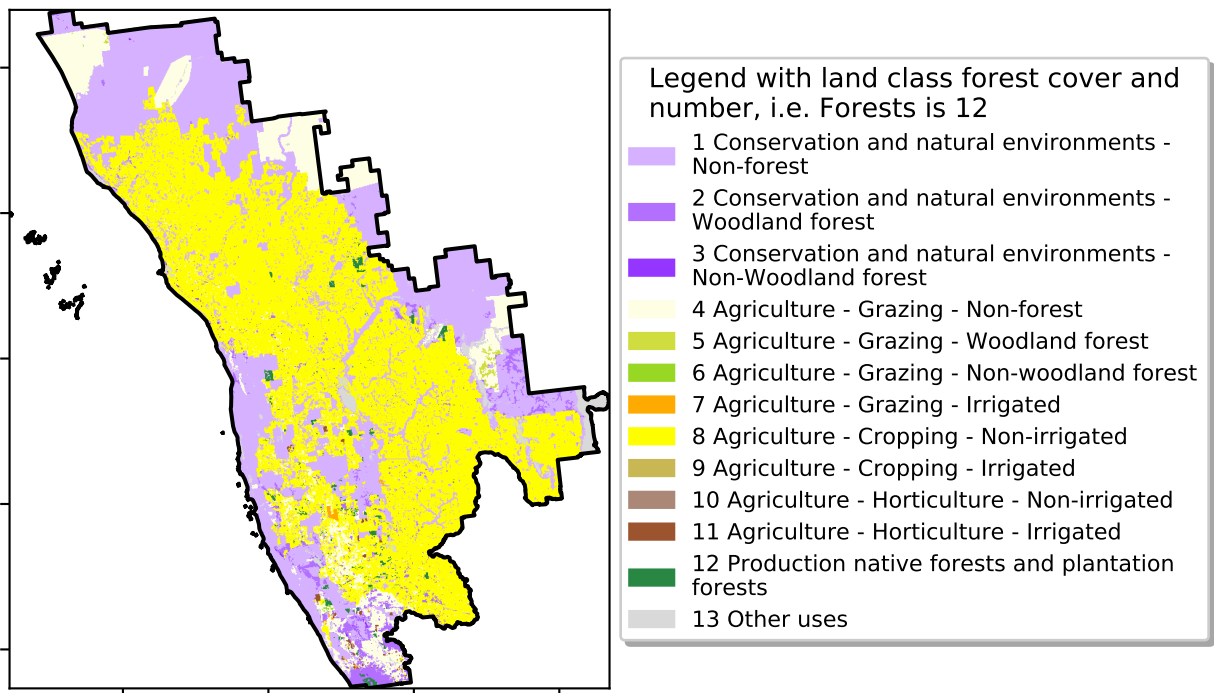 Legend with land class forest cover and
number, i.e. Forests is 12
1 Conservation and natural environments -
Non-forest
2 Conservation and natural environments -
Woodland forest
3 Conservation and natural environments -
Non-Woodland forest
4 Agriculture - Grazing - Non-forest
5 Agriculture - Grazing - Woodland forest
6 Agriculture - Grazing - Non-woodland forest
7 Agriculture - Grazing - Irrigated
8 Agriculture - Cropping - Non-irrigated
9 Agriculture - Cropping - Irrigated
10 Agriculture - Horticulture - Non-irrigated
11 Agriculture - Horticulture - Irrigated
12 Production native forests and plantation
forests
13 Other uses